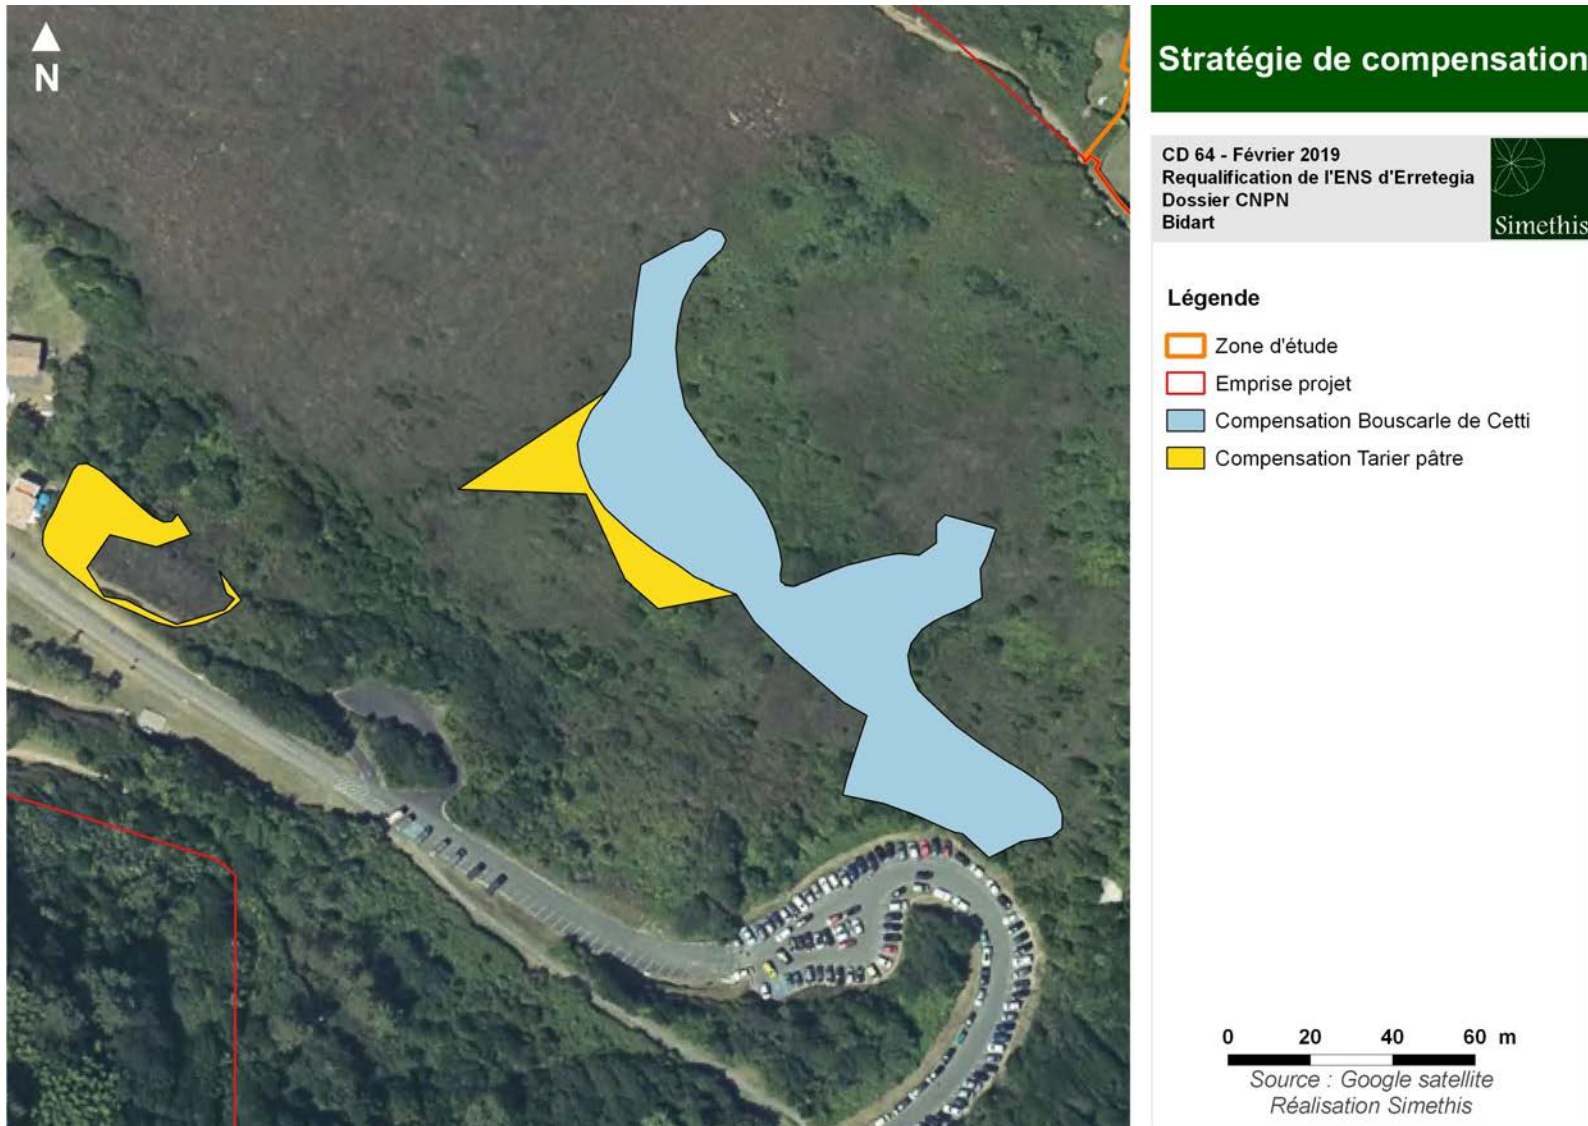 N
Stratégie de compensation
CD 64 - Février 2019
Requalification de l'ENS d'Erretegia
Dossier CNPN
Bidart
Simethis
Légende
Zone d'étude
Emprise projet
Compensation Bouscarle de Cetti
Compensation Tarier pâtre
0 20 40 60 m
Source : Google satellite
Réalisation Simethis